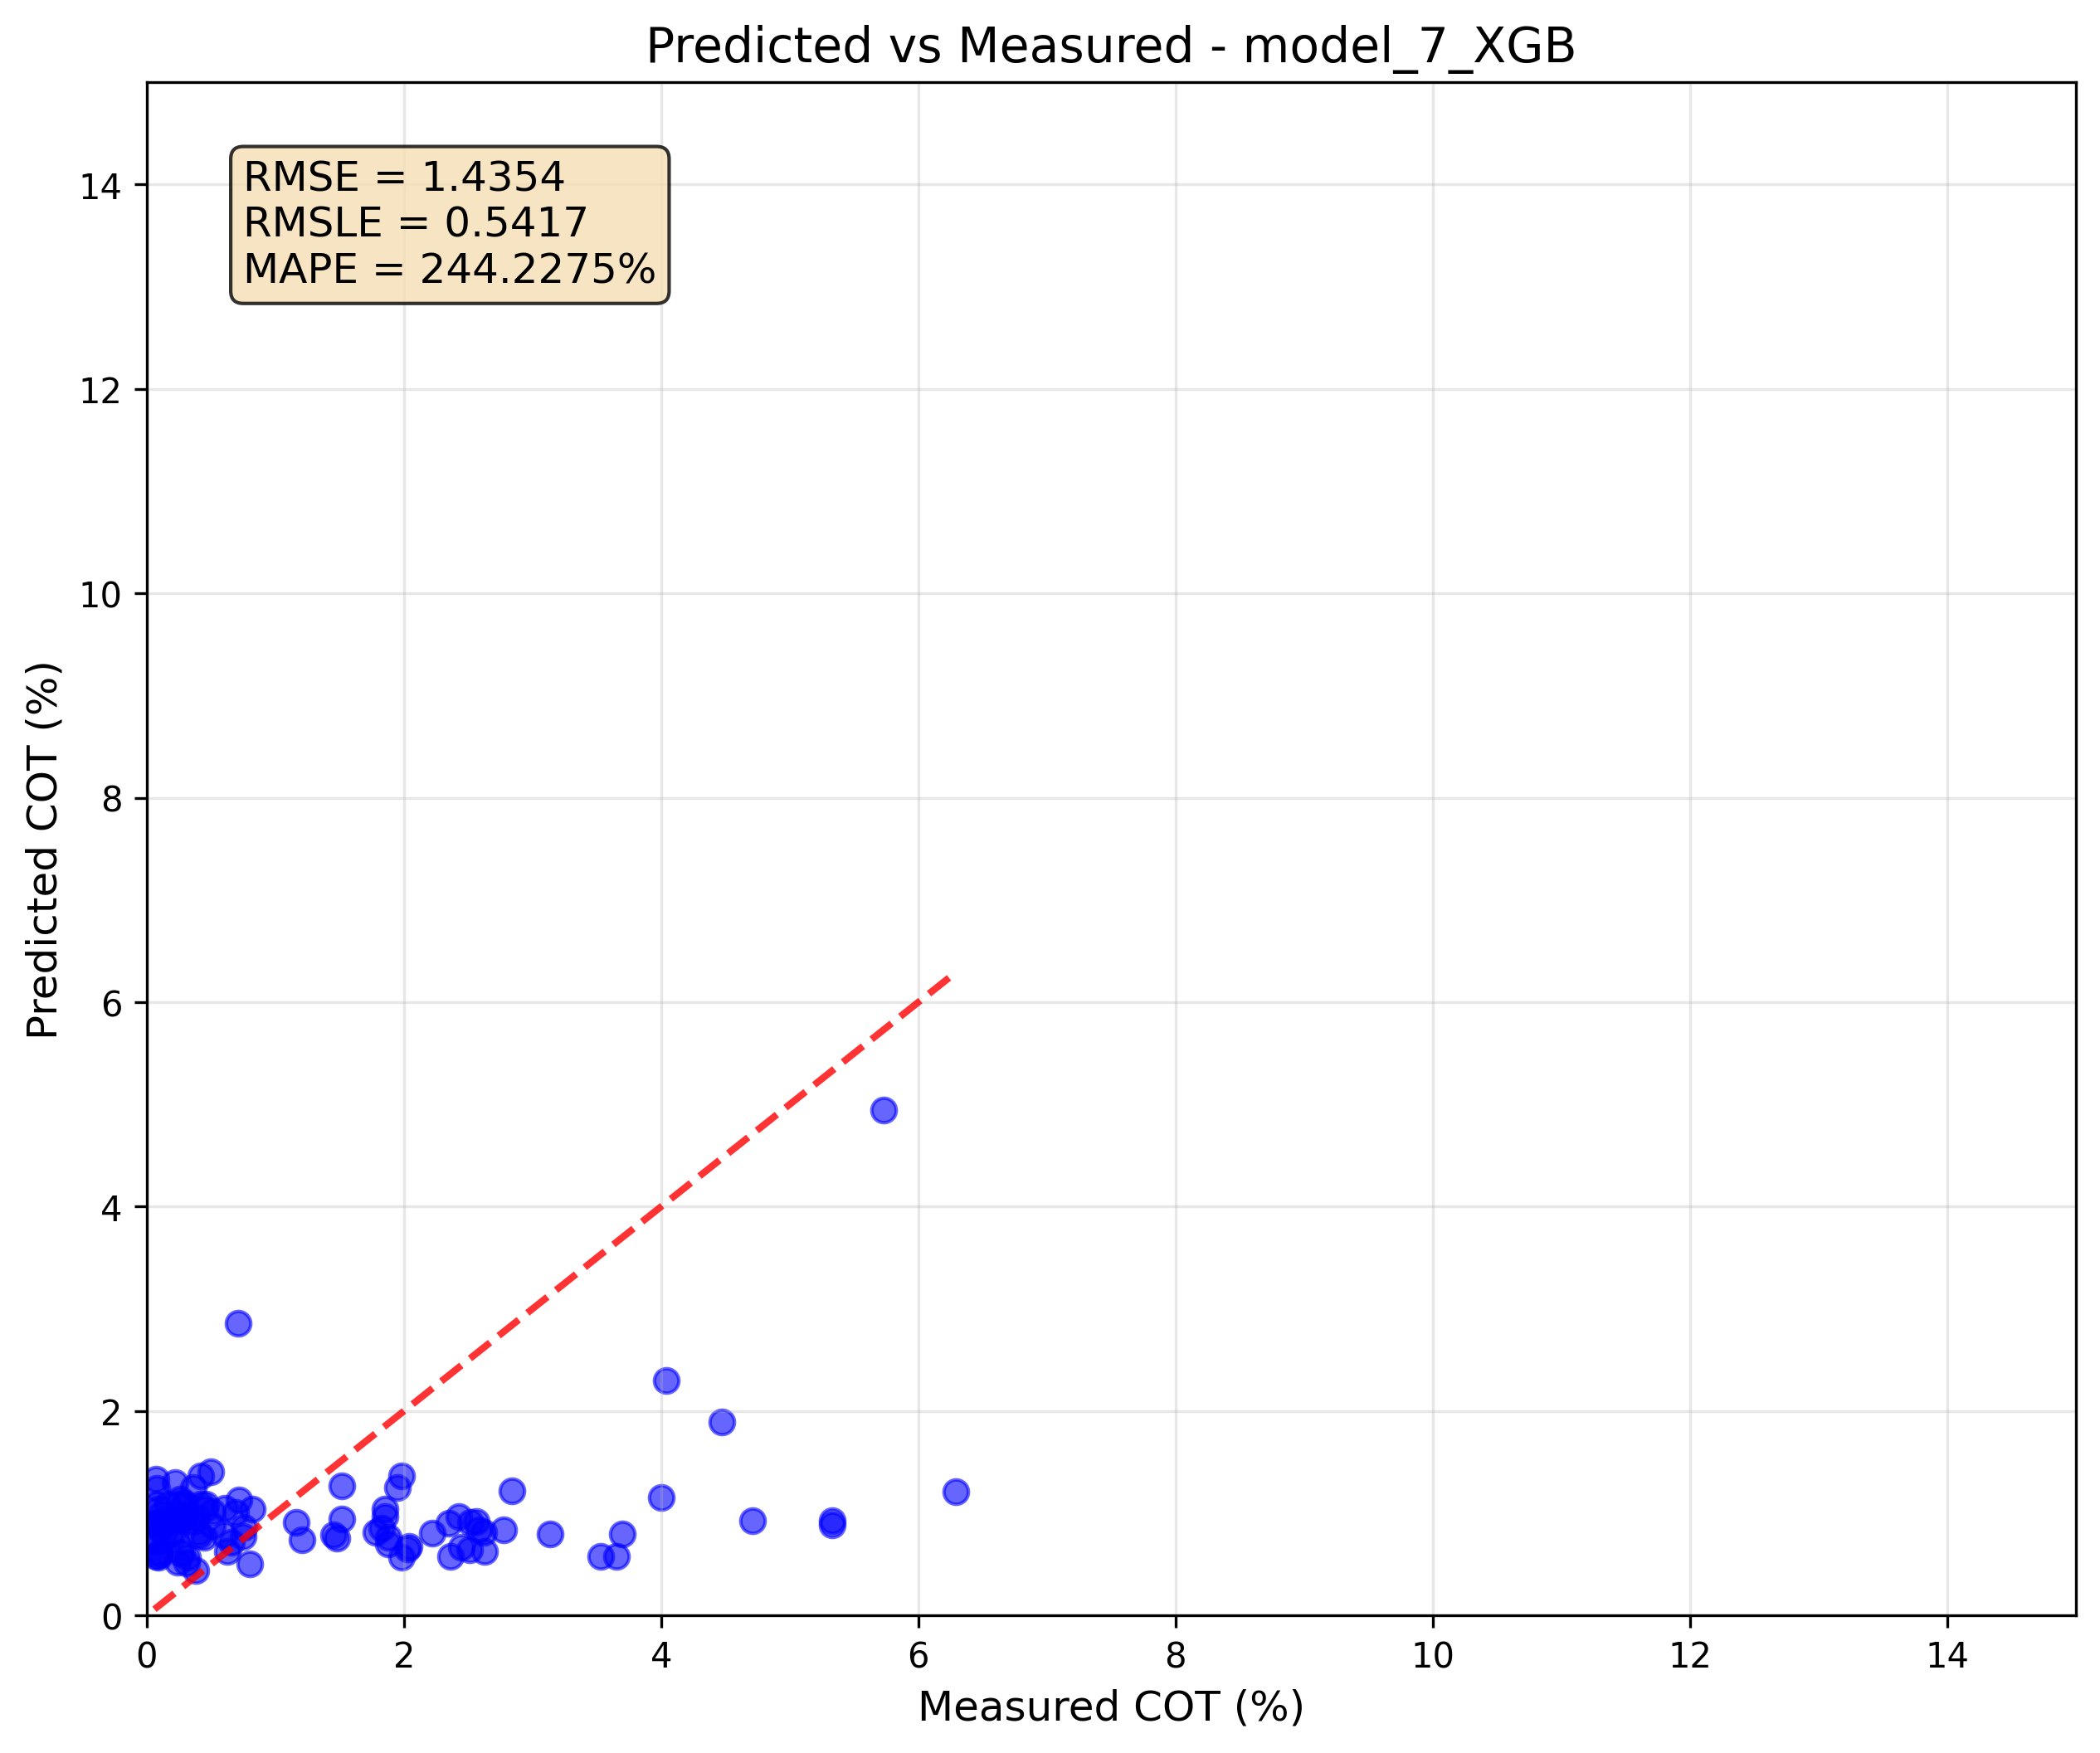 Predicted vs Measured - model_7_XGB
RMSE = 1.4354
RMSLE = 0.5417
MAPE = 244.2275%
Predicted COT (%)
14
12
10
8
6
4
2
0
0 2 4 6 8 10 12 14
Measured COT (%)